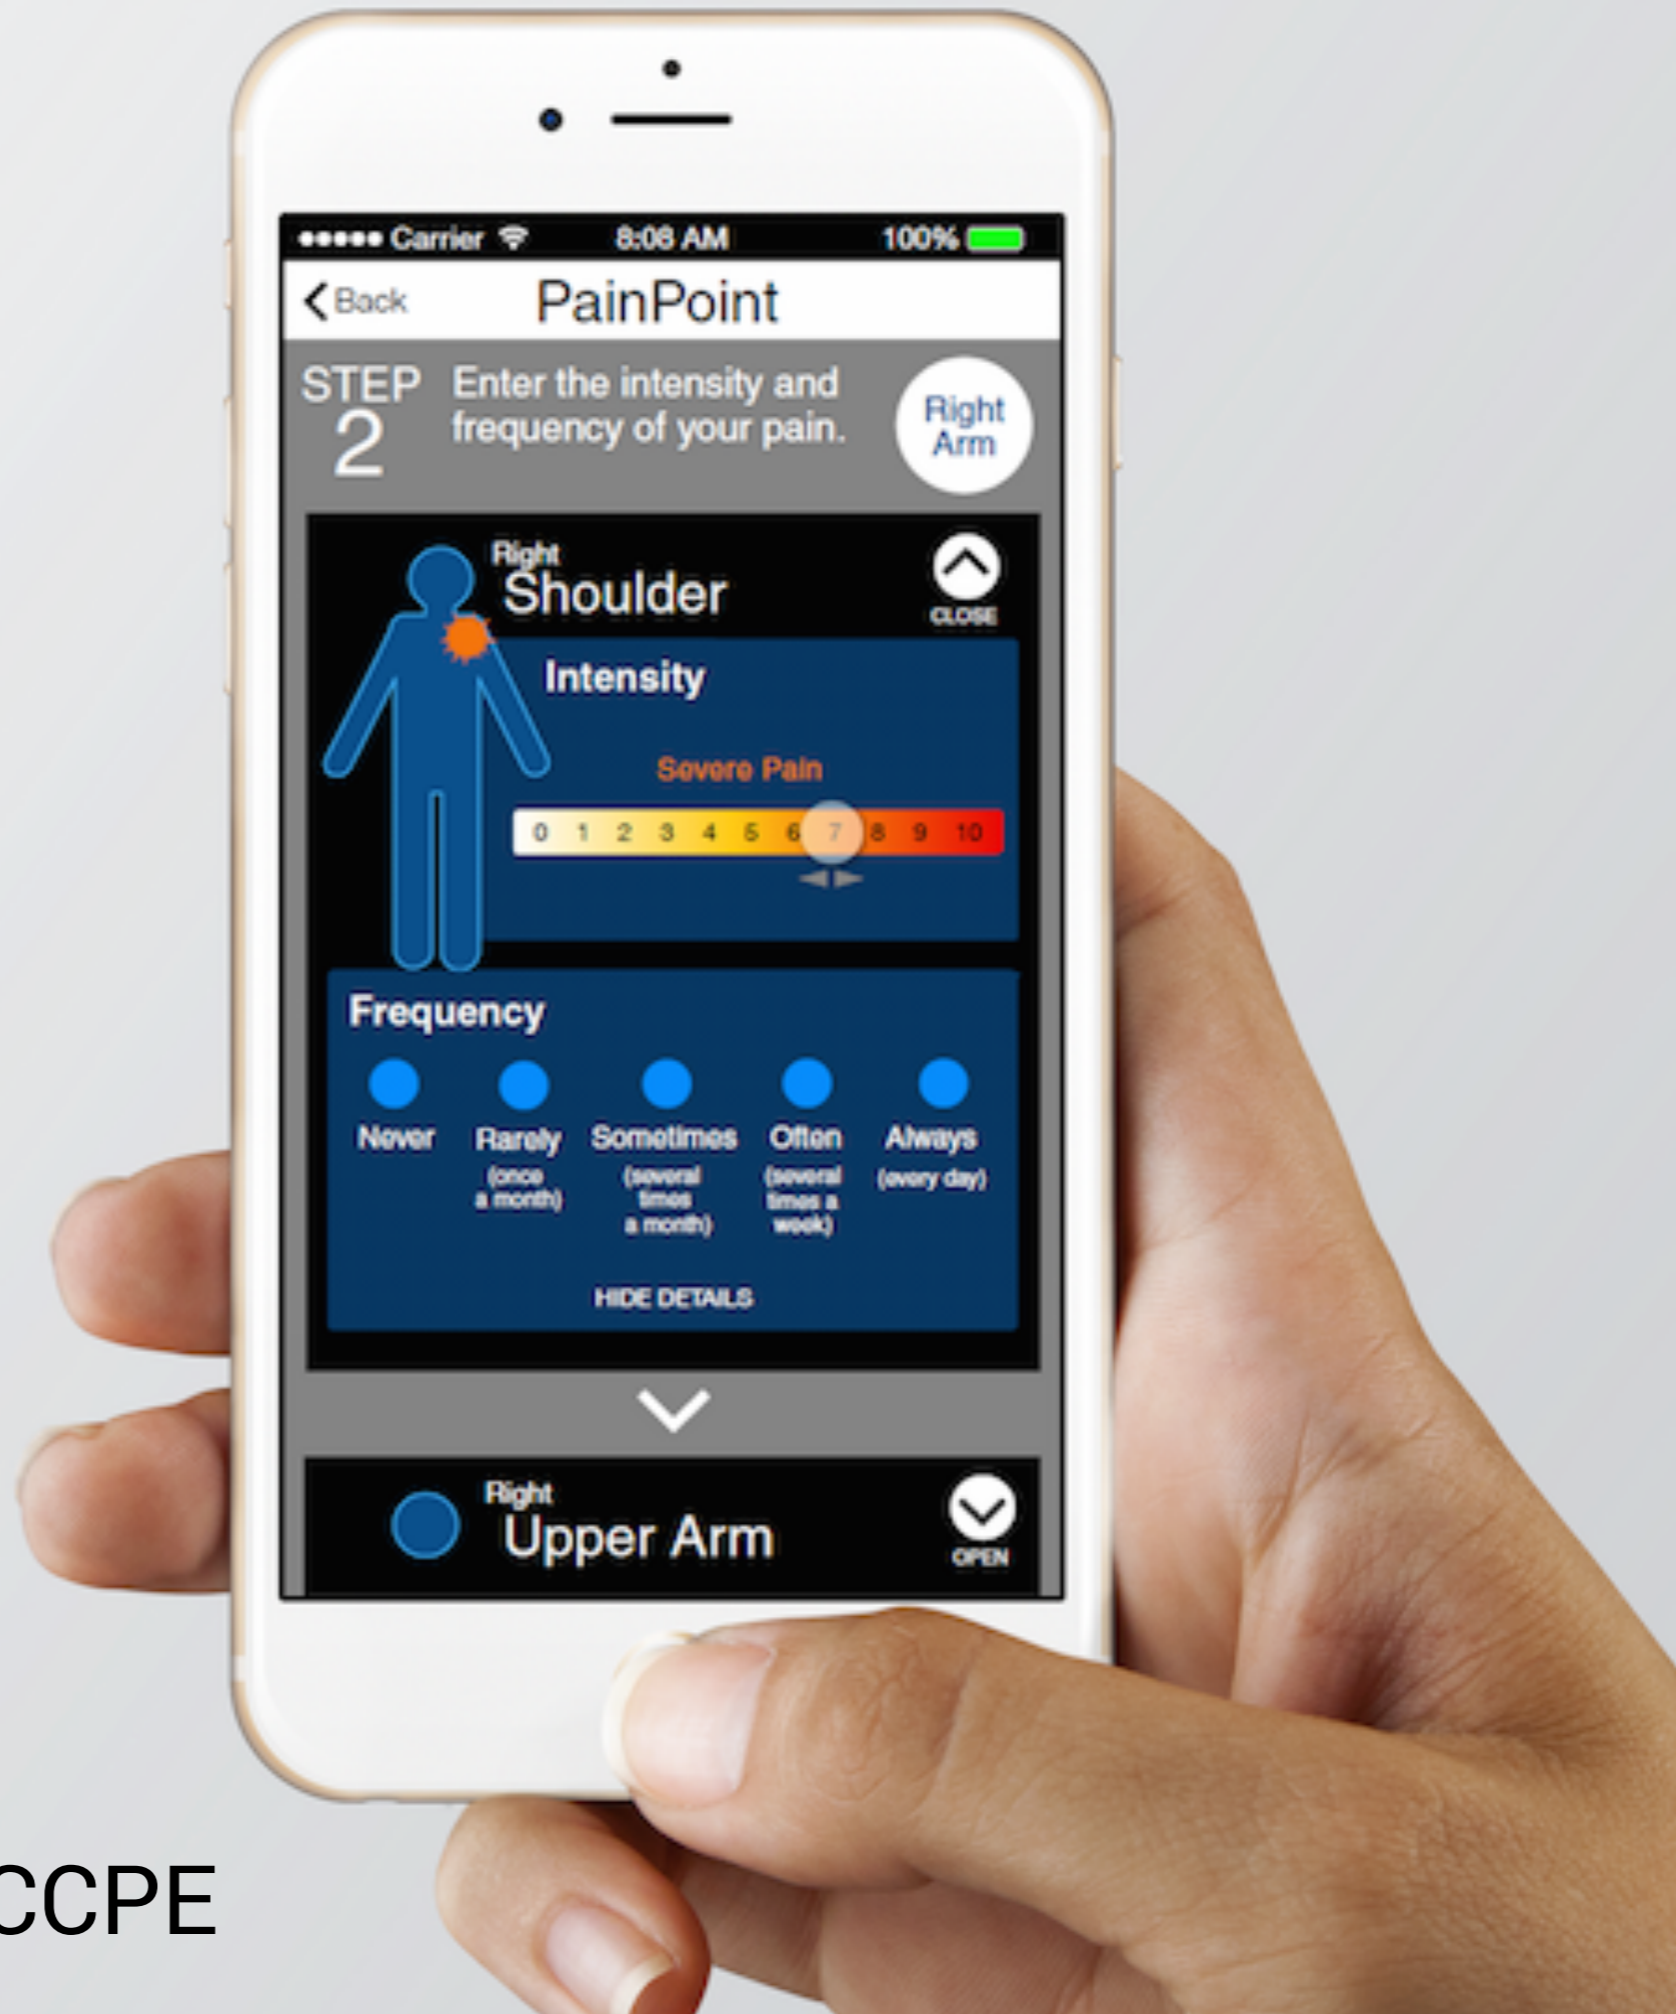 Carrier 8:08 AM 100%
Back PainPoint
STEP
2
Enter the intensity and
frequency of your pain.
Right
Arm
Right
Shoulder
CLOSE
Intensity
Severe Pain
0 1 2 3 4 5 6 7 8 9 10
Frequency
Never
Rarely
(once
a month)
Sometimes
(several
times
a month)
Often
(several
times a
week)
Always
(every day)
HIDE DETAILS
Right
Upper Arm
OPEN
CCPE